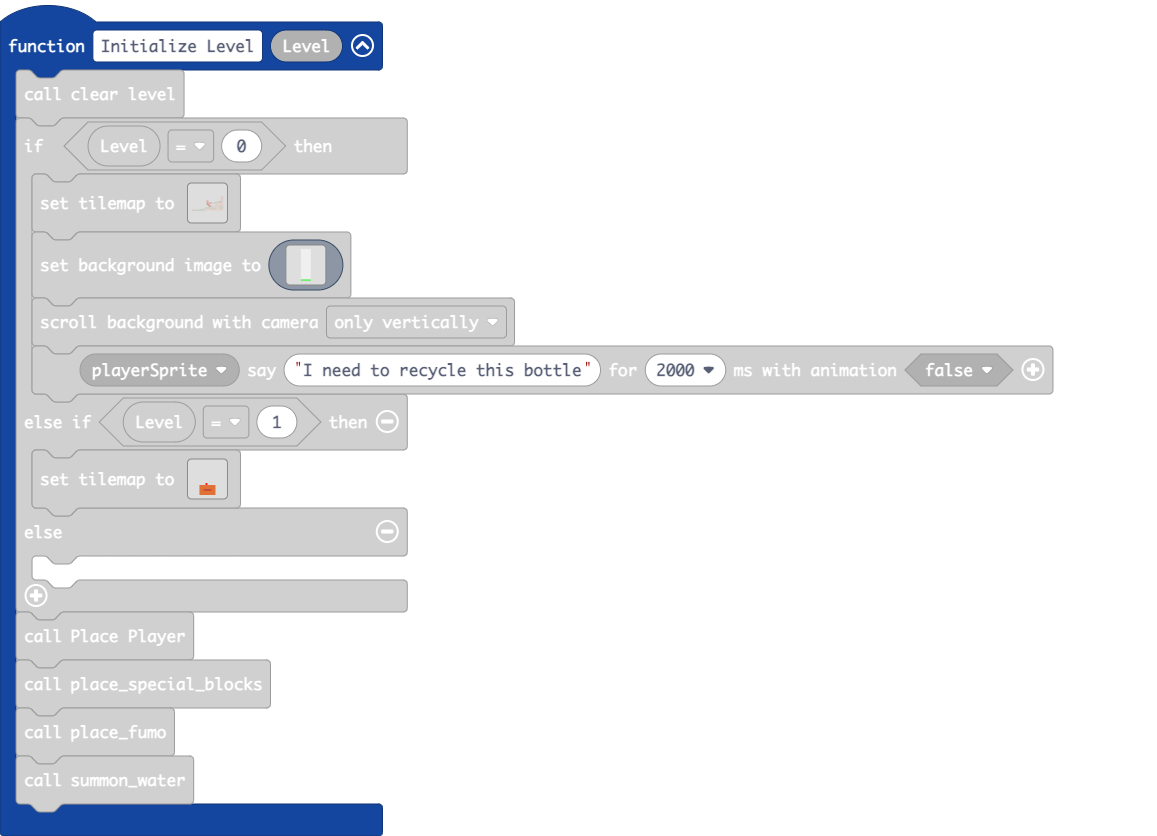 function Initialize Level Level
call clear level
if Level = 0 then
set tilemap to
set background image to
scroll background with camera only vertically
playerSprite say "I need to recycle this bottle" for 2000 ms with animation false
else if Level = 1 then
set tilemap to
else
call Place Player
call place_special_blocks
call place_fumo
call summon_water